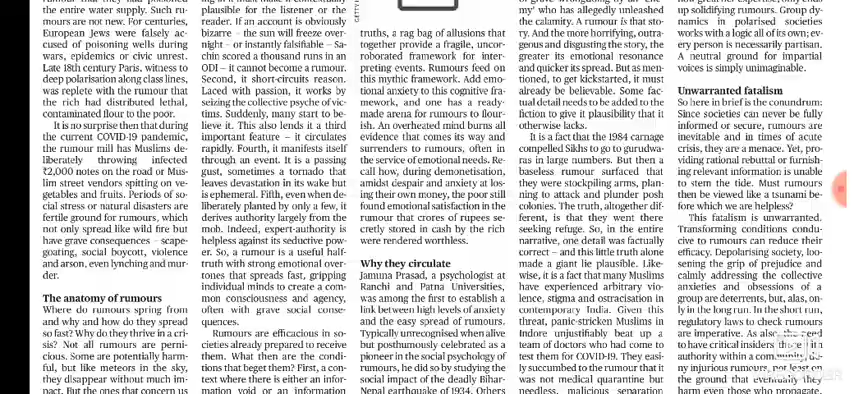 rumour that they had poisoned
the entire water supply. Such ru-
mours are not new. For centuries,
European Jews were falsely ac-
cused of poisoning wells during
wars, epidemics or civic unrest.
Late 18th century Paris, witness to
deep polarisation along class lines,
was replete with the rumour that
the rich had distributed lethal,
contaminated flour to the poor.
It is no surprise then that during
the current COVID-19 pandemic,
the rumour mill has Muslims de-
liberately throwing infected
₹2,000 notes on the road or Mus-
lim street vendors spitting on ve-
getables and fruits. Periods of so-
cial stress or natural disasters are
fertile ground for rumours, which
not only spread like wild fire but
have grave consequences – scape-
goating, social boycott, violence
and arson, even lynching and mur-
der.
The anatomy of rumours
Where do rumours spring from
and why and how do they spread
so fast? Why do they thrive in a cri-
sis? Not all rumours are perni-
cious. Some are potentially harm-
ful, but like meteors in the sky,
they disappear without much im-
pact. But the ones that concern us
plausible for the listener or the
reader. If an account is obviously
bizarre – the sun will freeze over-
night – or instantly falsifiable – Sa-
chin scored a thousand runs in an
ODI – it cannot become a rumour.
Second, it short-circuits reason.
Laced with passion, it works by
seizing the collective psyche of vic-
tims. Suddenly, many start to be-
lieve it. This also lends it a third
important feature – it circulates
rapidly. Fourth, it manifests itself
through an event. It is a passing
gust, sometimes a tornado that
leaves devastation in its wake but
is ephemeral. Fifth, even when de-
liberately planted by only a few, it
derives authority largely from the
mob. Indeed, expert-authority is
helpless against its seductive pow-
er. So, a rumour is a useful half-
truth with strong emotional over-
tones that spreads fast, gripping
individual minds to create a com-
mon consciousness and agency,
often with grave social conse-
quences.
Rumours are efficacious in so-
cieties already prepared to receive
them. What then are the condi-
tions that beget them? First, a con-
text where there is either an infor-
mation void or an information
truths, a rag bag of allusions that
together provide a fragile, uncor-
roborated framework for inter-
preting events. Rumours feed on
this mythic framework. Add emo-
tional anxiety to this cognitive fra-
mework, and one has a ready-
made arena for rumours to flour-
ish. An overheated mind burns all
evidence that comes its way and
surrenders to rumours, often in
the service of emotional needs. Re-
call how, during demonetisation,
amidst despair and anxiety at los-
ing their own money, the poor still
found emotional satisfaction in the
rumour that crores of rupees se-
cretly stored in cash by the rich
were rendered worthless.
Why they circulate
Jamuna Prasad, a psychologist at
Ranchi and Patna Universities,
was among the first to establish a
link between high levels of anxiety
and the easy spread of rumours.
Typically unrecognised when alive
but posthumously celebrated as a
pioneer in the social psychology of
rumours, he did so by studying the
social impact of the deadly Bihar-
Nepal earthquake of 1934. Others
my' who has allegedly unleashed
the calamity. A rumour is that sto-
ry. And the more horrifying, outra-
geous and disgusting the story, the
greater its emotional resonance
and quicker its spread. But as men-
tioned, to get kickstarted, it must
already be believable. Some fac-
tual detail needs to be added to the
fiction to give it plausibility that it
otherwise lacks.
It is a fact that the 1984 carnage
compelled Sikhs to go to gurudwa-
ras in large numbers. But then a
baseless rumour surfaced that
they were stockpiling arms, plan-
ning to attack and plunder posh
colonies. The truth, altogether dif-
ferent, is that they went there
seeking refuge. So, in the entire
narrative, one detail was factually
correct – and this little truth alone
made a giant lie plausible. Like-
wise, it is a fact that many Muslims
have experienced arbitrary vio-
lence, stigma and ostracisation in
contemporary India. Given this
threat, panic-stricken Muslims in
Indore unjustifiably beat up a
team of doctors who had come to
test them for COVID-19. They easi-
ly succumbed to the rumour that it
was not medical quarantine but
needless, malicious separation
up solidifying rumours. Group dy-
namics in polarised societies
works with a logic all of its own; ev-
ery person is necessarily partisan.
A neutral ground for impartial
voices is simply unimaginable.
Unwarranted fatalism
So here in brief is the conundrum:
Since societies can never be fully
informed or secure, rumours are
inevitable and in times of acute
crisis, they are a menace. Yet, pro-
viding rational rebuttal or furnish-
ing relevant information is unable
to stem the tide. Must rumours
then be viewed like a tsunami be-
fore which we are helpless?
This fatalism is unwarranted.
Transforming conditions condu-
cive to rumours can reduce their
efficacy. Depolarising society, loo-
sening the grip of prejudice and
calmly addressing the collective
anxieties and obsessions of a
group are deterrents, but, alas, on-
ly in the long run. In the short run,
regulatory laws to check rumours
are imperative. As also, the need
to have critical insiders
authority within a community, de-
ny injurious rumours, not least on
the ground that eventually they
harm even those who propagate